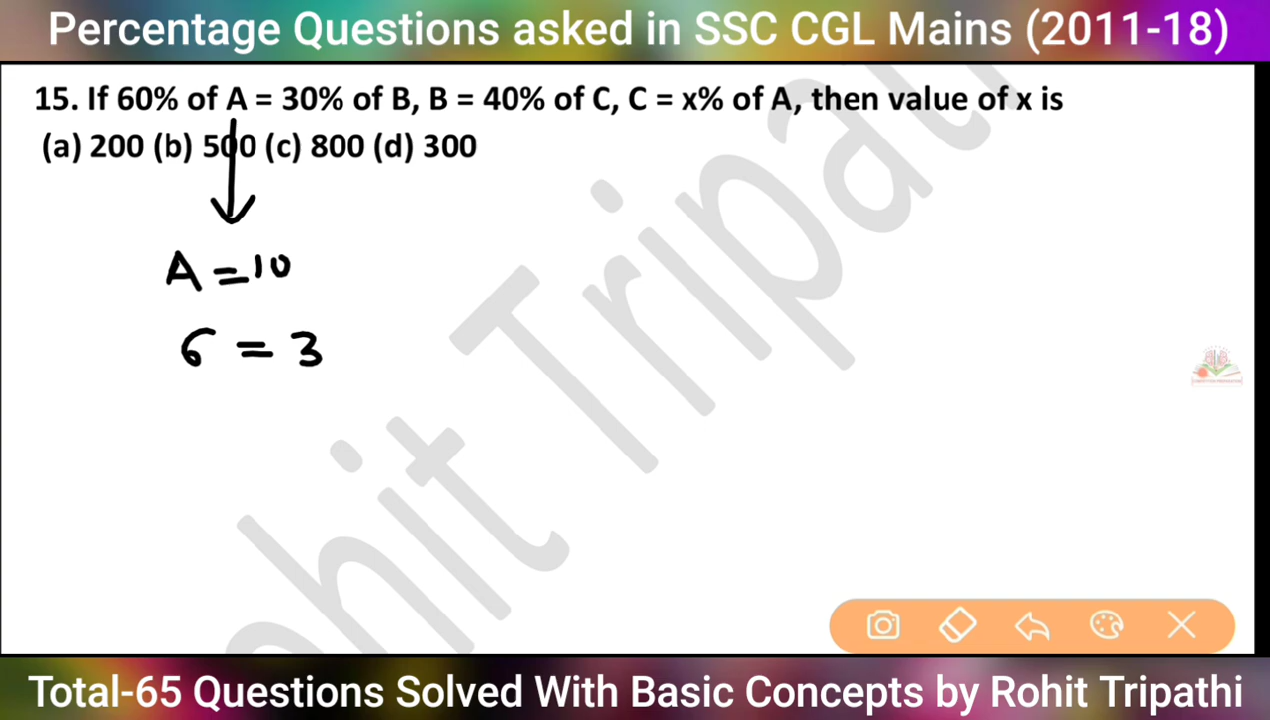 Percentage Questions asked in SSC CGL Mains (2011-18)
15. If 60% of A = 30% of B, B = 40% of C, C = x% of A, then value of x is
(a) 200 (b) 500 (c) 800 (d) 300
A = 10
6 = 3
hit Tripati
Total-65 Questions Solved With Basic Concepts by Rohit Tripathi